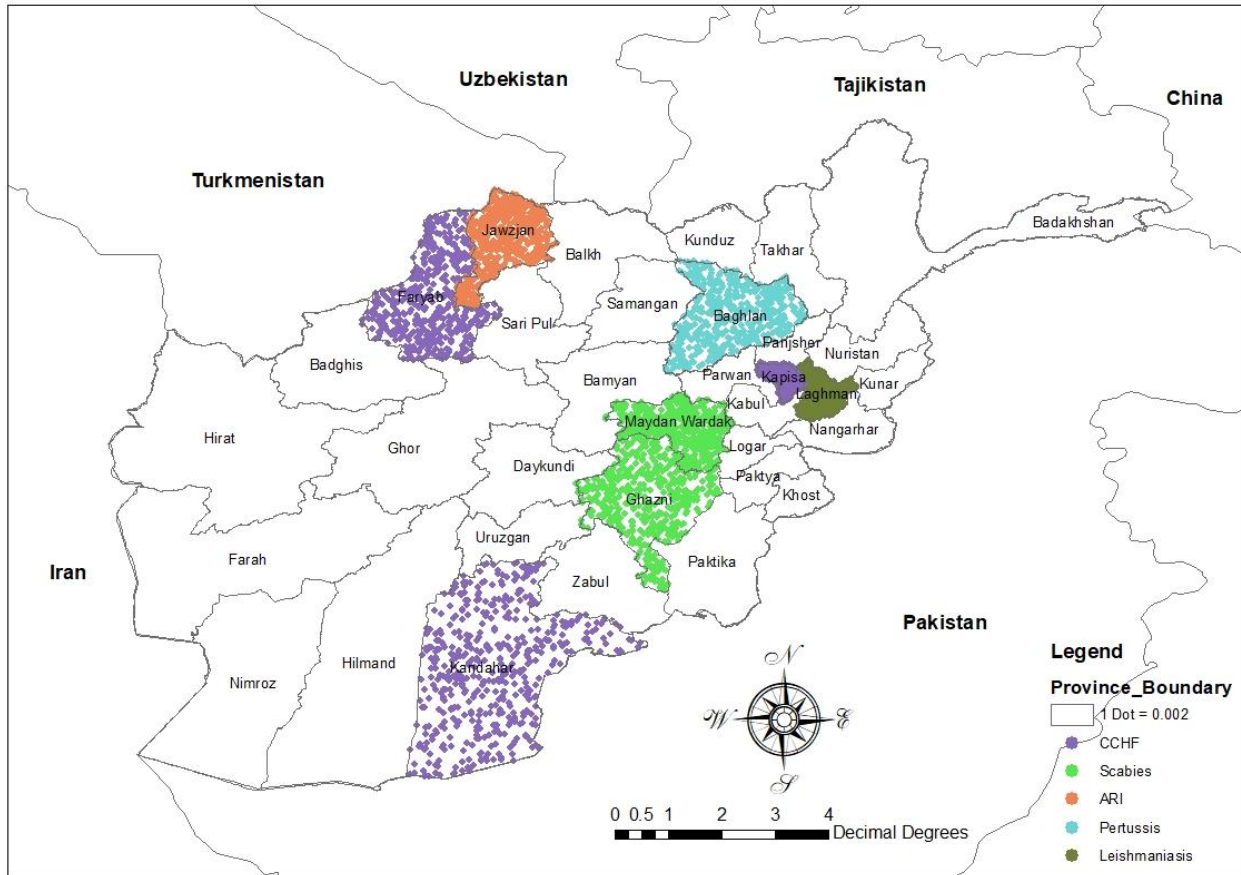 Uzbekistan
Tajikistan
China
Turkmenistan
Badakhshan
Jawzjan
Kunduz
Takhar
Balkh
Faryab
Samangan
Baghlan
Sari Pul
Panjsher
Nuristan
Badghis
Bamyan
Parwan
Kapisa
Kunar
Laghman
Kabul
Maydan Wardak
Nangarhar
Hirat
Ghor
Logar
Daykundi
Paktya
Ghazni
Khost
Uruzgan
Farah
Paktika
Iran
Zabul
Pakistan
Kandahar
Hilmand
Nimroz
N
W
E
S
0 0.5 1 2 3 4
Decimal Degrees
Legend
Province_Boundary
1 Dot = 0.002
CCHF
Scabies
ARI
Pertussis
Leishmaniasis